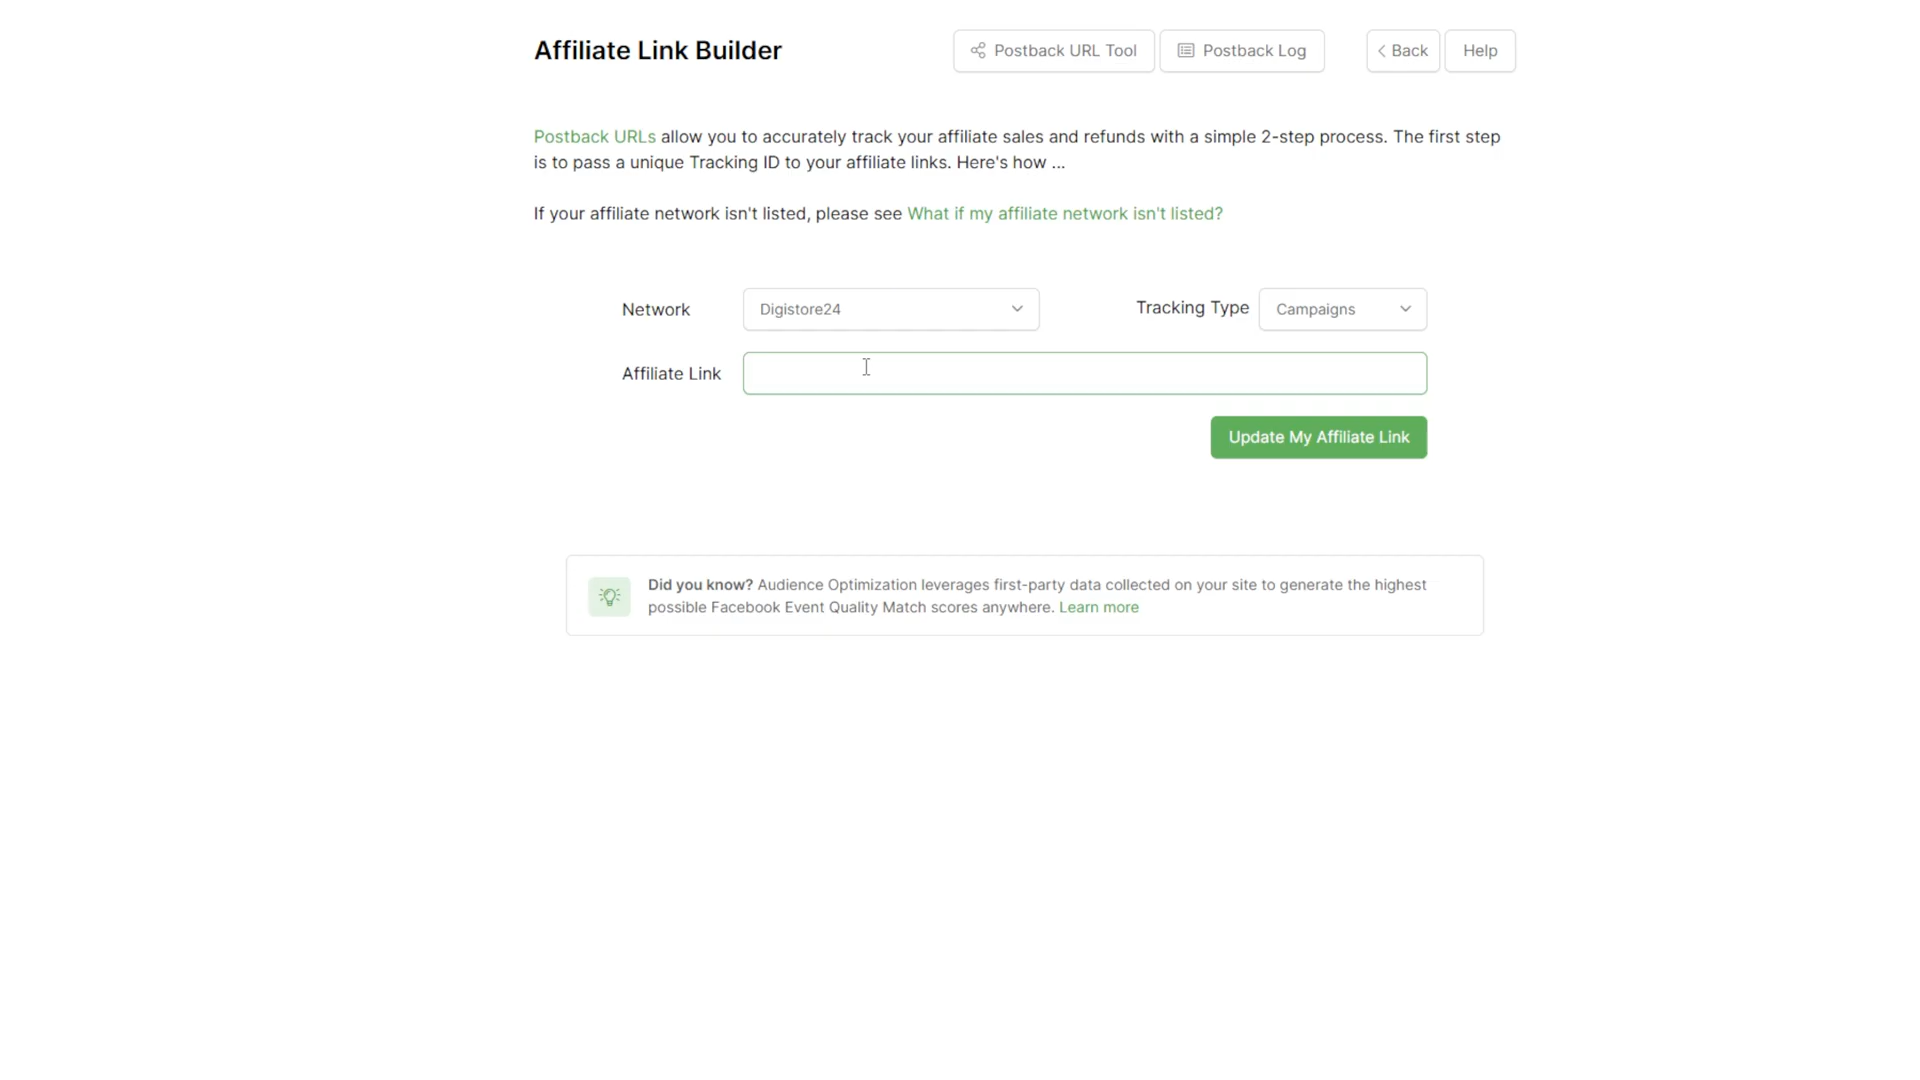 Affiliate Link Builder
Postback URL Tool
Postback Log
Back
Help
Postback URLs allow you to accurately track your affiliate sales and refunds with a simple 2-step process. The first step
is to pass a unique Tracking ID to your affiliate links. Here's how ...
If your affiliate network isn't listed, please see What if my affiliate network isn't listed?
Network
Digistore24
Tracking Type
Campaigns
Affiliate Link
Update My Affiliate Link
Did you know? Audience Optimization leverages first-party data collected on your site to generate the highest
possible Facebook Event Quality Match scores anywhere. Learn more